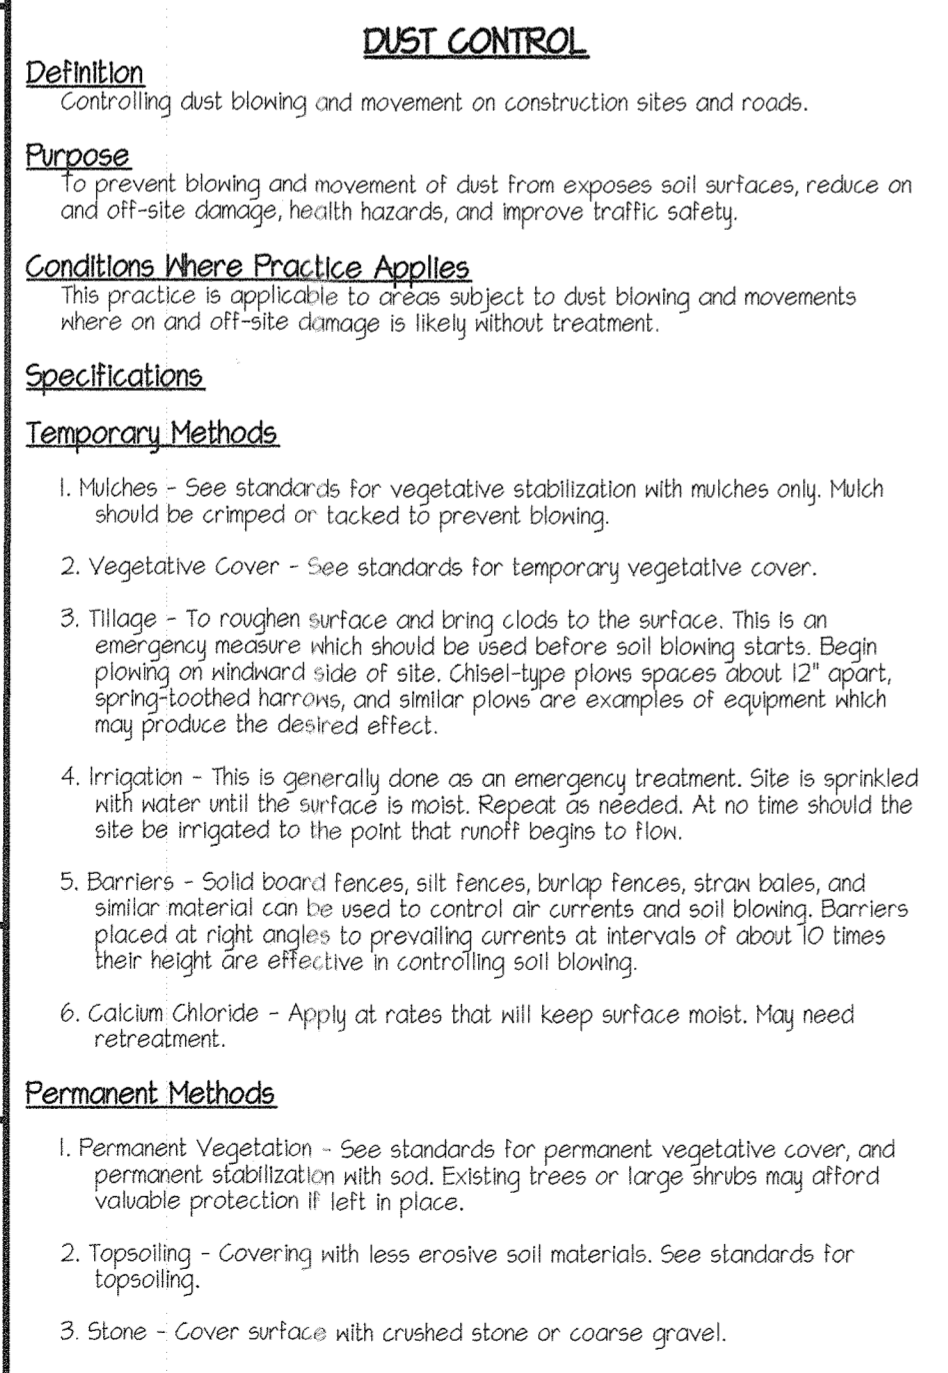 DUST CONTROL
Definition
Controlling dust blowing and movement on construction sites and roads.
Purpose
To prevent blowing and movement of dust from exposes soil surfaces, reduce on
and off-site damage, health hazards, and improve traffic safety.
Conditions Where Practice Applies
This practice is applicable to areas subject to dust blowing and movements
where on and off-site damage is likely without treatment.
Specifications
Temporary Methods
1. Mulches - See standards for vegetative stabilization with mulches only. Mulch
should be crimped or tacked to prevent blowing.
2. Vegetative Cover - See standards for temporary vegetative cover.
3. Tillage - To roughen surface and bring clods to the surface. This is an
emergency measure which should be used before soil blowing starts. Begin
plowing on windward side of site. Chisel-type plows spaces about 12" apart,
spring-toothed harrows, and similar plows are examples of equipment which
may produce the desired effect.
4. Irrigation - This is generally done as an emergency treatment. Site is sprinkled
with water until the surface is moist. Repeat as needed. At no time should the
site be irrigated to the point that runoff begins to flow.
5. Barriers - Solid board fences, silt fences, burlap fences, straw bales, and
similar material can be used to control air currents and soil blowing. Barriers
placed at right angles to prevailing currents at intervals of about 10 times
their height are effective in controlling soil blowing.
6. Calcium Chloride - Apply at rates that will keep surface moist. May need
retreatment.
Permanent Methods
1. Permanent Vegetation - See standards for permanent vegetative cover, and
permanent stabilization with sod. Existing trees or large shrubs may afford
valuable protection if left in place.
2. Topsoiling - Covering with less erosive soil materials. See standards for
topsoiling.
3. Stone - Cover surface with crushed stone or coarse gravel.